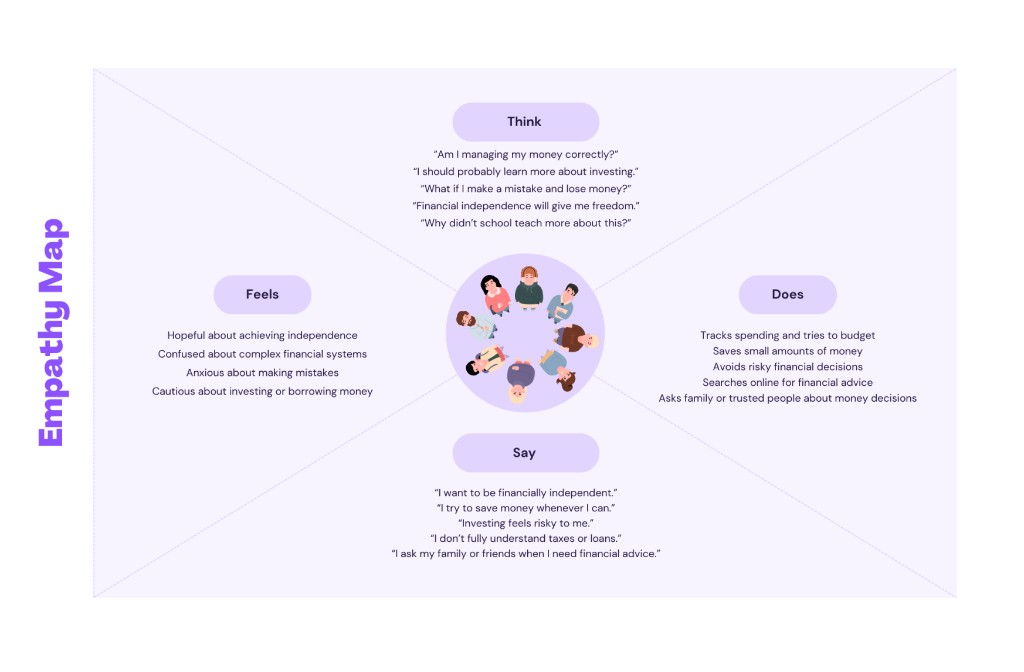 Empathy Map
Think
“Am I managing my money correctly?”
“I should probably learn more about investing.”
“What if I make a mistake and lose money?”
“Financial independence will give me freedom.”
“Why didn’t school teach more about this?”
Feels
Hopeful about achieving independence
Confused about complex financial systems
Anxious about making mistakes
Cautious about investing or borrowing money
Does
Tracks spending and tries to budget
Saves small amounts of money
Avoids risky financial decisions
Searches online for financial advice
Asks family or trusted people about money decisions
Say
“I want to be financially independent.”
“I try to save money whenever I can.”
“Investing feels risky to me.”
“I don’t fully understand taxes or loans.”
“I ask my family or friends when I need financial advice.”